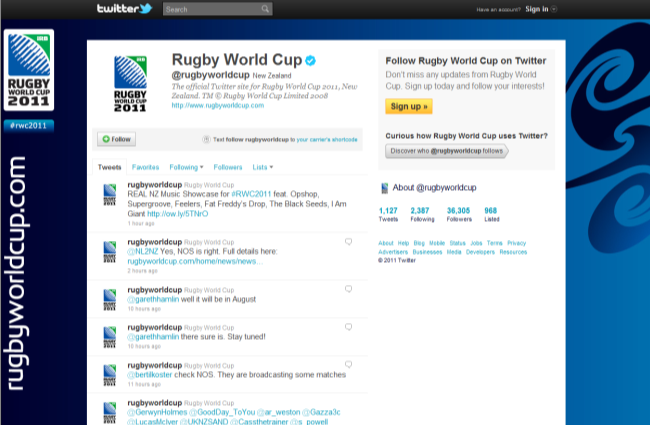 twitter
Search
Have an account? Sign in
RUGBY
WORLD CUP
2011
#rwc2011
rugbyworldcup.com
RUGBY
WORLD CUP
2011
Rugby World Cup
@rugbyworldcup New Zealand
The official Twitter site for Rugby World Cup 2011, New
Zealand. TM © Rugby World Cup Limited 2008
http://www.rugbyworldcup.com
Follow
Text follow rugbyworldcup to your carrier's shortcode
Tweets Favorites Following Followers Lists
rugbyworldcup Rugby World Cup
REAL NZ Music Showcase for #RWC2011 feat. Opshop,
Supergroove, Feelers, Fat Freddy's Drop, The Black Seeds, I Am
Giant http://ow.ly/5TNrO
1 hour ago
rugbyworldcup Rugby World Cup
@NL2NZ Yes, NOS is right. Full details here:
rugbyworldcup.com/home/news/news…
2 hours ago
rugbyworldcup Rugby World Cup
@garethhamlin well it will be in August
10 hours ago
rugbyworldcup Rugby World Cup
@garethhamlin there sure is. Stay tuned!
10 hours ago
rugbyworldcup Rugby World Cup
@bertilkoster check NOS. They are broadcasting some matches
11 hours ago
rugbyworldcup Rugby World Cup
@GerwynHolmes @GoodDay_To You @ar_weston @Gazza3c
@LucasMcIver @UKNZSAND @Cassthetrainer @s_powell
Follow Rugby World Cup on Twitter
Don't miss any updates from Rugby World
Cup. Sign up today and follow your interests!
Sign up »
Curious how Rugby World Cup uses Twitter?
Discover who @rugbyworldcup follows
About @rugbyworldcup
1,127 2,387 36,305 968
Tweets Following Followers Listed
About Help Blog Mobile Status Jobs Terms Privacy
Advertisers Businesses Media Developers Resources
© 2011 Twitter